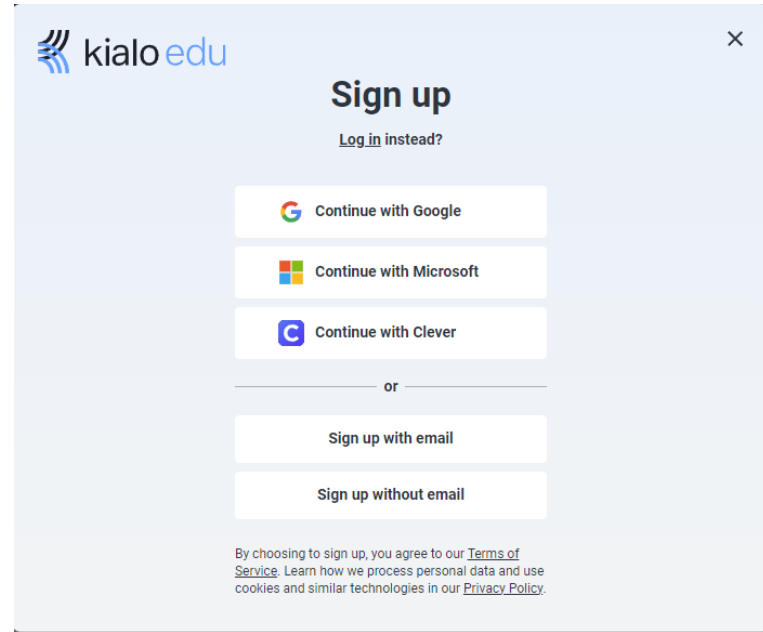 kialo edu
Sign up
Log in instead?
Continue with Google
Continue with Microsoft
Continue with Clever
or
Sign up with email
Sign up without email
By choosing to sign up, you agree to our Terms of
Service. Learn how we process personal data and use
cookies and similar technologies in our Privacy Policy.